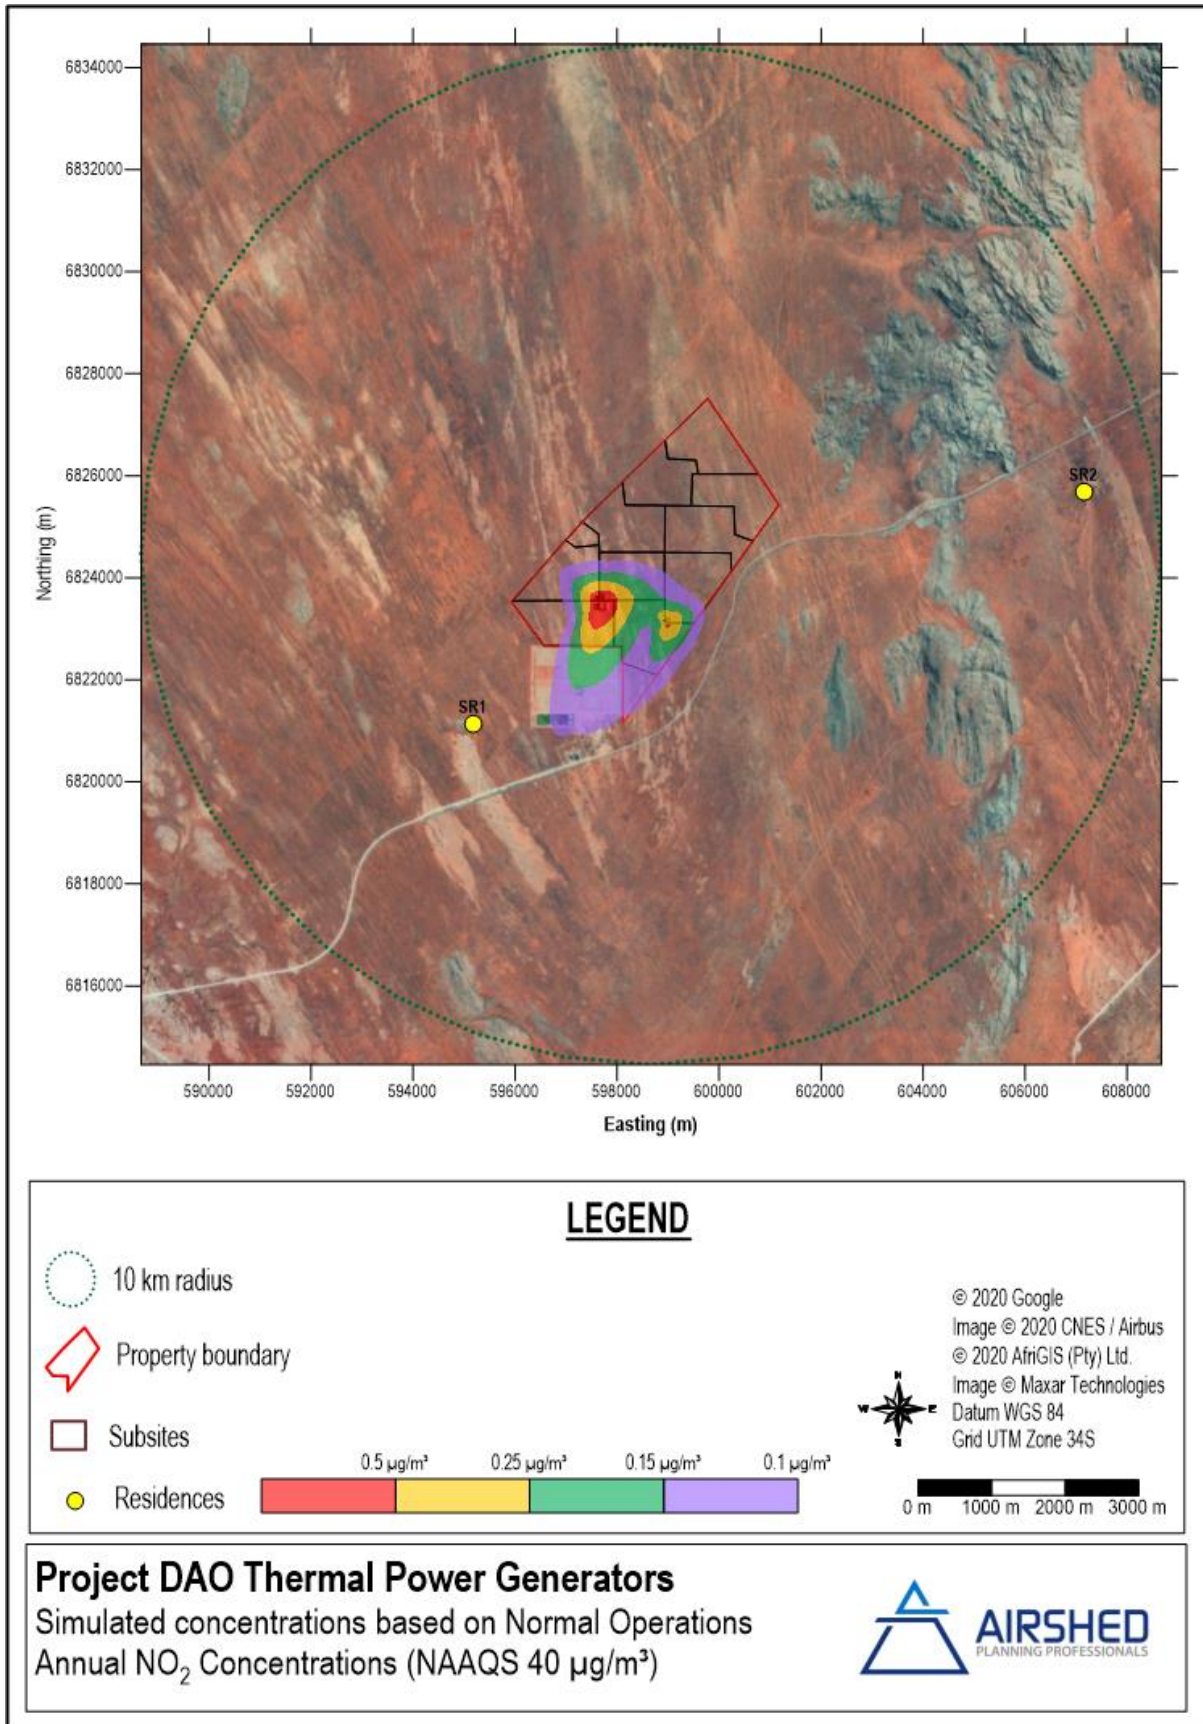 6834000
6832000
6830000
6828000
6826000
6824000
6822000
6820000
6818000
6816000
Northing (m)
SR2
SR1
590000 592000 594000 596000 598000 600000 602000 604000 606000 608000
Easting (m)
LEGEND
10 km radius
Property boundary
Subsites
Residences
0.5 µg/m³ 0.25 µg/m³ 0.15 µg/m³ 0.1 µg/m³
© 2020 Google
Image © 2020 CNES / Airbus
© 2020 AfriGIS (Pty) Ltd.
Image © Maxar Technologies
Datum WGS 84
Grid UTM Zone 34S
N
W E
S
0 m 1000 m 2000 m 3000 m
Project DAO Thermal Power Generators
Simulated concentrations based on Normal Operations
Annual NO₂ Concentrations (NAAQS 40 µg/m³)
AIRSHED
PLANNING PROFESSIONALS